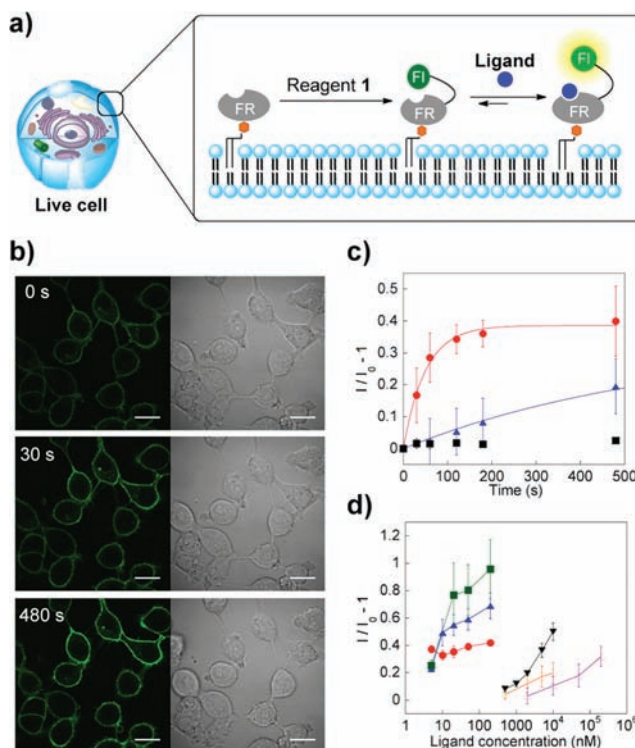 a)
Live cell
FR
Reagent 1
Fl
FR
Ligand
Fl
FR
b)
0 s
30 s
480 s
c)
I / I0 - 1
0.5
0.4
0.3
0.2
0.1
0
0 100 200 300 400 500
Time (s)
d)
I / I0 - 1
1.2
1
0.8
0.6
0.4
0.2
0
1 10 100 1000 10⁴ 10⁵ 10⁶
Ligand concentration (nM)